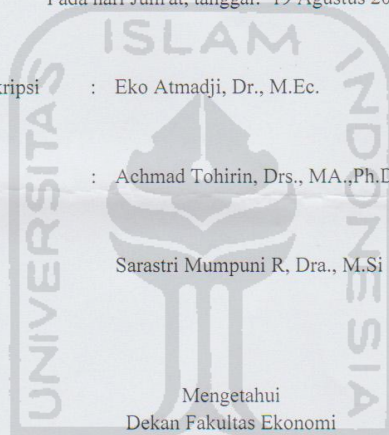 Pada hari Jum'at, tanggal: 19 Agustus 20
ISLAM
UNIVERSITAS
INDONESIA
kripsi : Eko Atmadji, Dr., M.Ec.
: Achmad Tohirin, Drs., MA.,Ph.D
Sarastri Mumpuni R, Dra., M.Si
Mengetahui
Dekan Fakultas Ekonomi